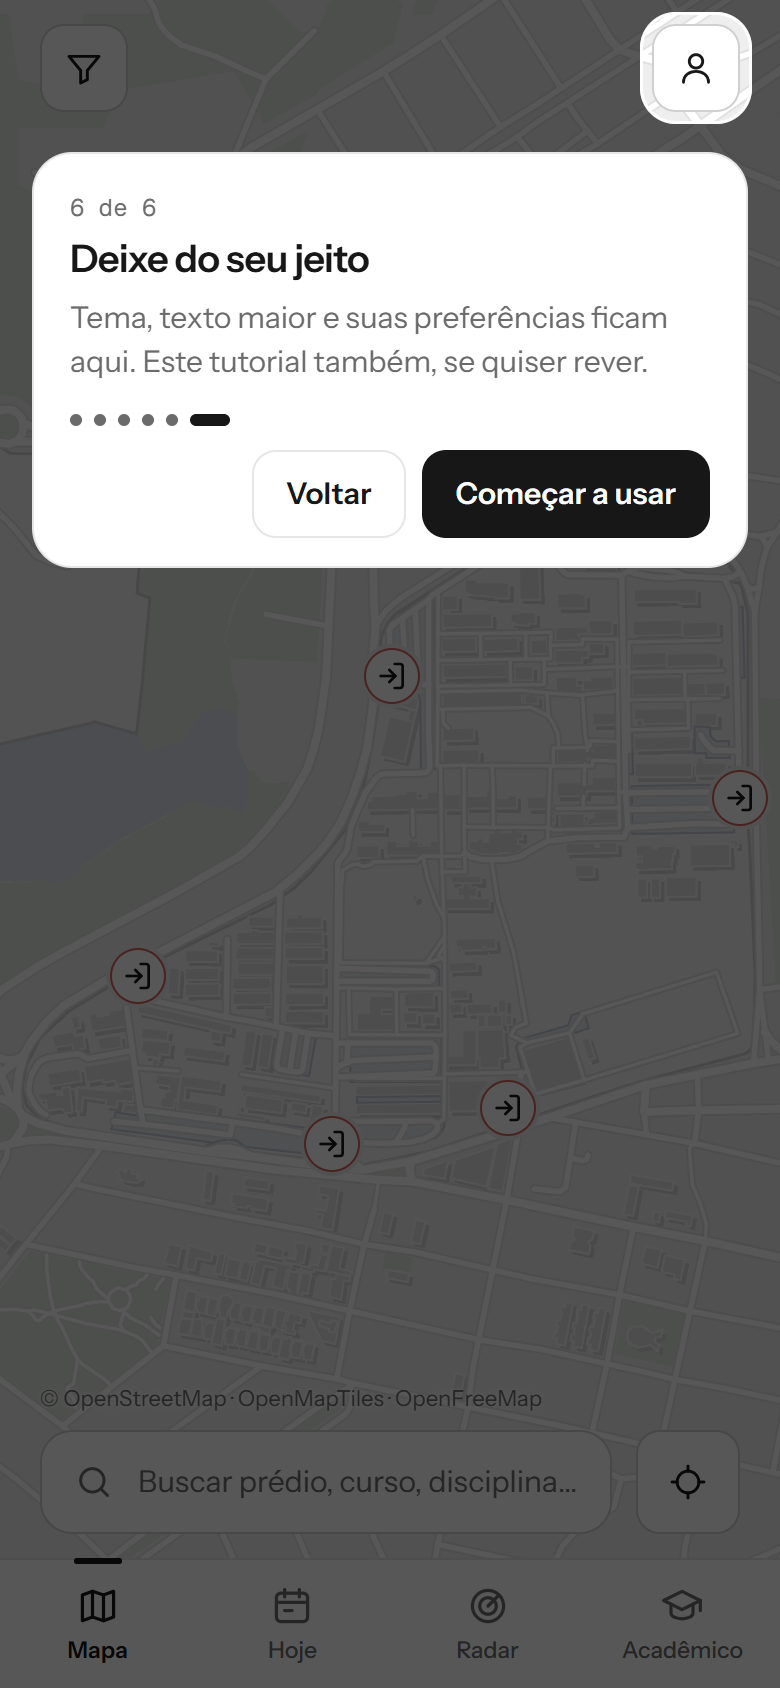 6 de 6
Deixe do seu jeito
Tema, texto maior e suas preferências ficam
aqui. Este tutorial também, se quiser rever.
Voltar
Começar a usar
© OpenStreetMap · OpenMapTiles · OpenFreeMap
Buscar prédio, curso, disciplina...
Mapa
Hoje
Radar
Acadêmico